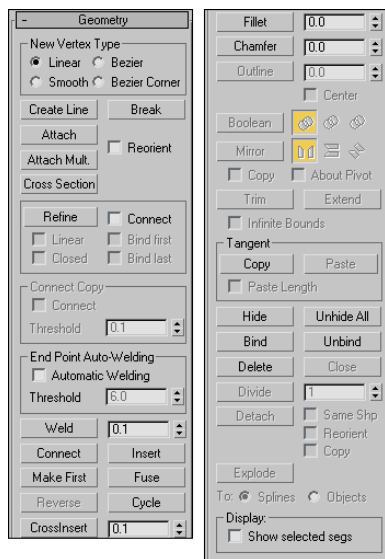 - Geometry
New Vertex Type
Linear Bezier
Smooth Bezier Corner
Create Line Break
Attach
Reorient
Attach Mult.
Cross Section
Refine Connect
Linear Bind first
Closed Bind last
Connect Copy
Connect
Threshold 0.1
End Point Auto-Welding
Automatic Welding
Threshold 6.0
Weld 0.1
Connect Insert
Make First Fuse
Reverse Cycle
CrossInsert 0.1
Fillet 0.0
Chamfer 0.0
Outline 0.0
Center
Boolean
Mirror
Copy About Pivot
Trim Extend
Infinite Bounds
Tangent
Copy Paste
Paste Length
Hide Unhide All
Bind Unbind
Delete Close
Divide 1
Detach Same Shp
Reorient
Copy
Explode
To: Splines Objects
Display:
Show selected segs